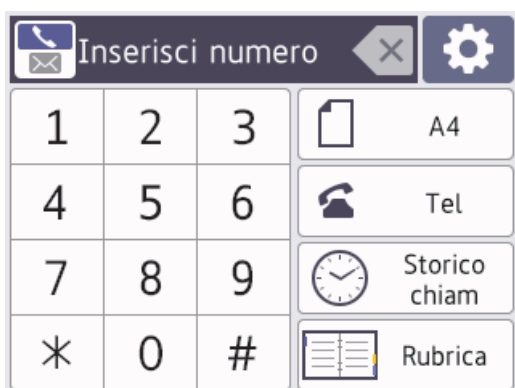 Inserisci numero
1 2 3
A4
4 5 6
Tel
7 8 9
Storico
chiam
* 0 #
Rubrica